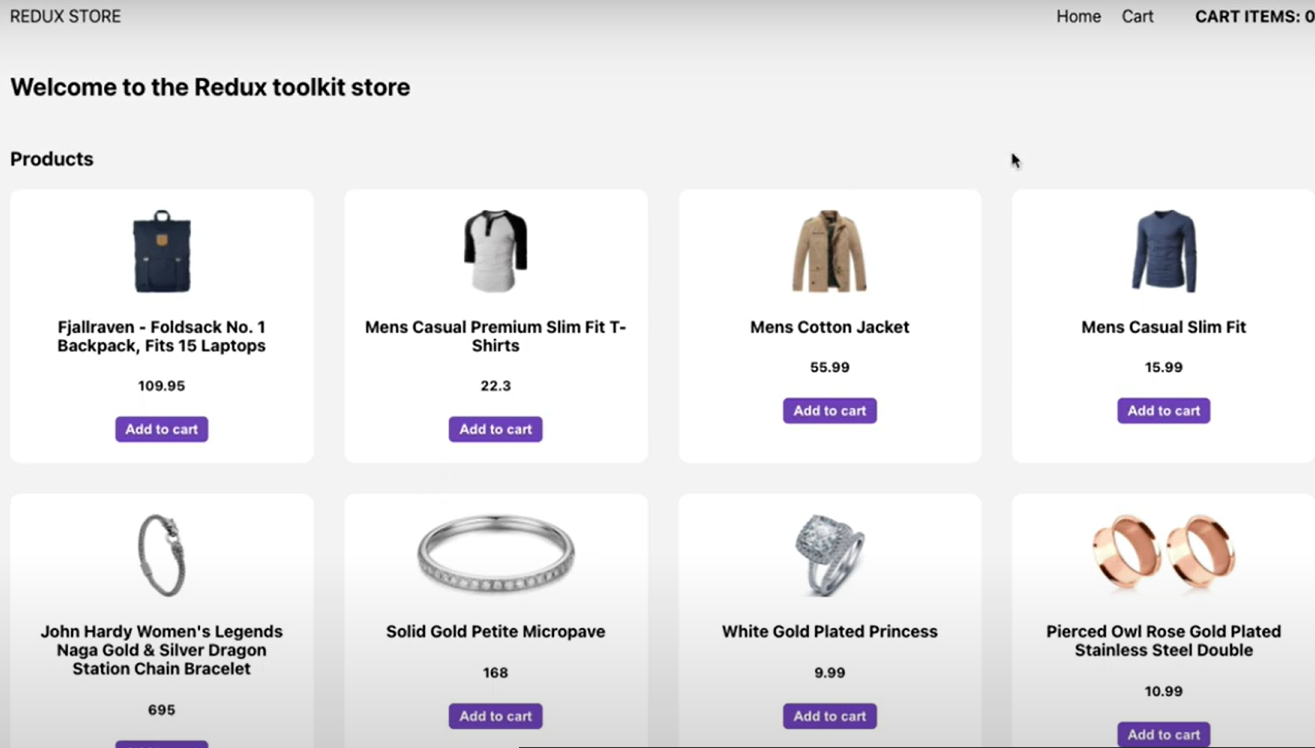 REDUX STORE
Home Cart CART ITEMS: 0
Welcome to the Redux toolkit store
Products
Fjallraven - Foldsack No. 1
Backpack, Fits 15 Laptops
109.95
Add to cart
Mens Casual Premium Slim Fit T-
Shirts
22.3
Add to cart
Mens Cotton Jacket
55.99
Add to cart
Mens Casual Slim Fit
15.99
Add to cart
John Hardy Women's Legends
Naga Gold & Silver Dragon
Station Chain Bracelet
695
Solid Gold Petite Micropave
168
Add to cart
White Gold Plated Princess
9.99
Add to cart
Pierced Owl Rose Gold Plated
Stainless Steel Double
10.99
Add to cart